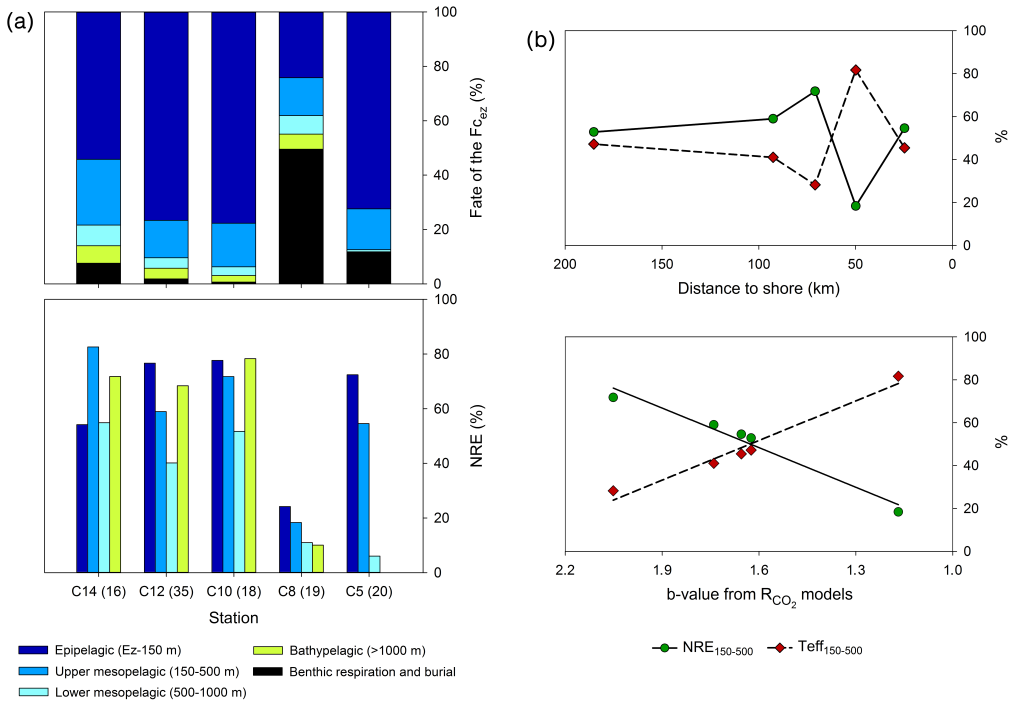 (a)
100
80
60
40
20
0
Fate of the Fcez (%)
100
80
60
40
20
0
NRE (%)
C14 (16) C12 (35) C10 (18) C8 (19) C5 (20)
Station
Epipelagic (Ez-150 m)
Upper mesopelagic (150-500 m)
Lower mesopelagic (500-1000 m)
Bathypelagic (>1000 m)
Benthic respiration and burial
(b)
100
80
60
40
20
0
%
200 150 100 50 0
Distance to shore (km)
100
80
60
40
20
0
%
2.2 1.9 1.6 1.3 1.0
b-value from RCO2 models
NRE150-500 Teff150-500